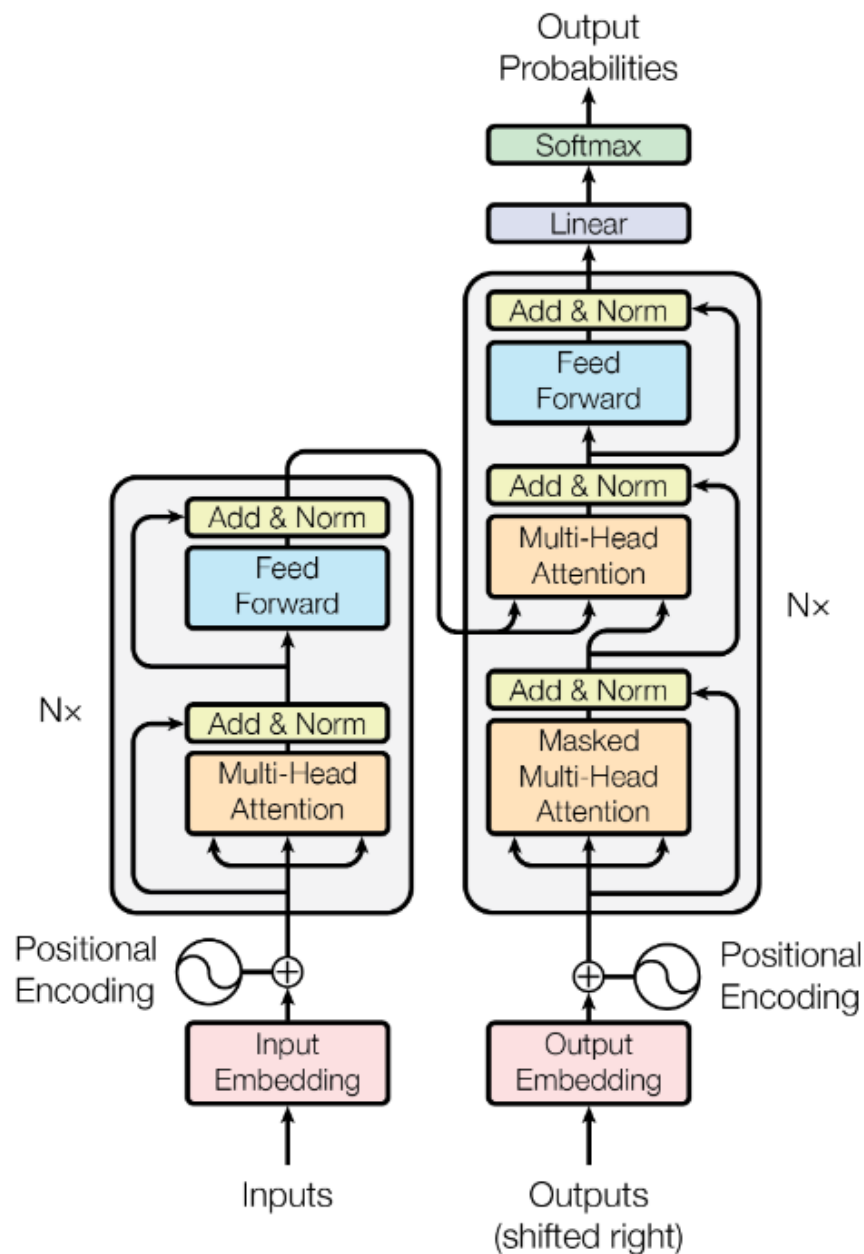 Output
Probabilities
Softmax
Linear
Add & Norm
Feed
Forward
Add & Norm
Multi-Head
Attention
Add & Norm
Masked
Multi-Head
Attention
Nx
Add & Norm
Feed
Forward
Add & Norm
Multi-Head
Attention
Nx
Positional
Encoding
Positional
Encoding
Input
Embedding
Output
Embedding
Inputs
Outputs
(shifted right)